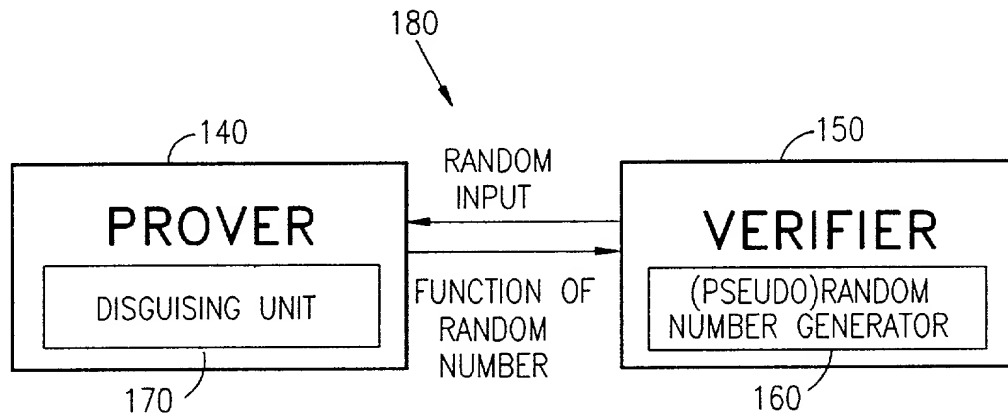 180
140
150
RANDOM
INPUT
PROVER
VERIFIER
DISGUISING UNIT
FUNCTION OF
RANDOM
NUMBER
(PSEUDO)RANDOM
NUMBER GENERATOR
170
160